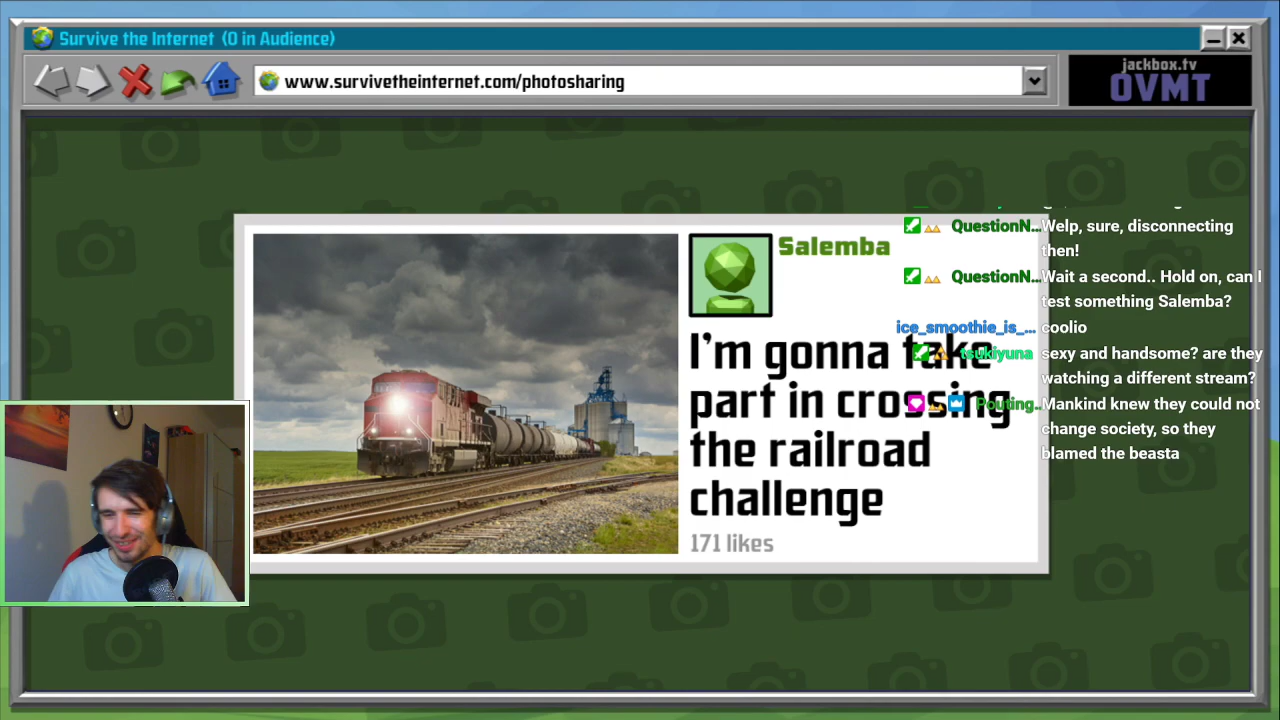 Survive the Internet (0 in Audience)
www.survivetheinternet.com/photosharing
jackbox.tv
OVMT
Salemba
I'm gonna take
part in crossing
the railroad
challenge
171 likes
QuestionN... Welp, sure, disconnecting
then!
QuestionN... Wait a second.. Hold on, can I
test something Salemba?
ice_smoothie_is_... coolio
tsukiyuna sexy and handsome? are they
watching a different stream?
Pouting... Mankind knew they could not
change society, so they
blamed the beasta